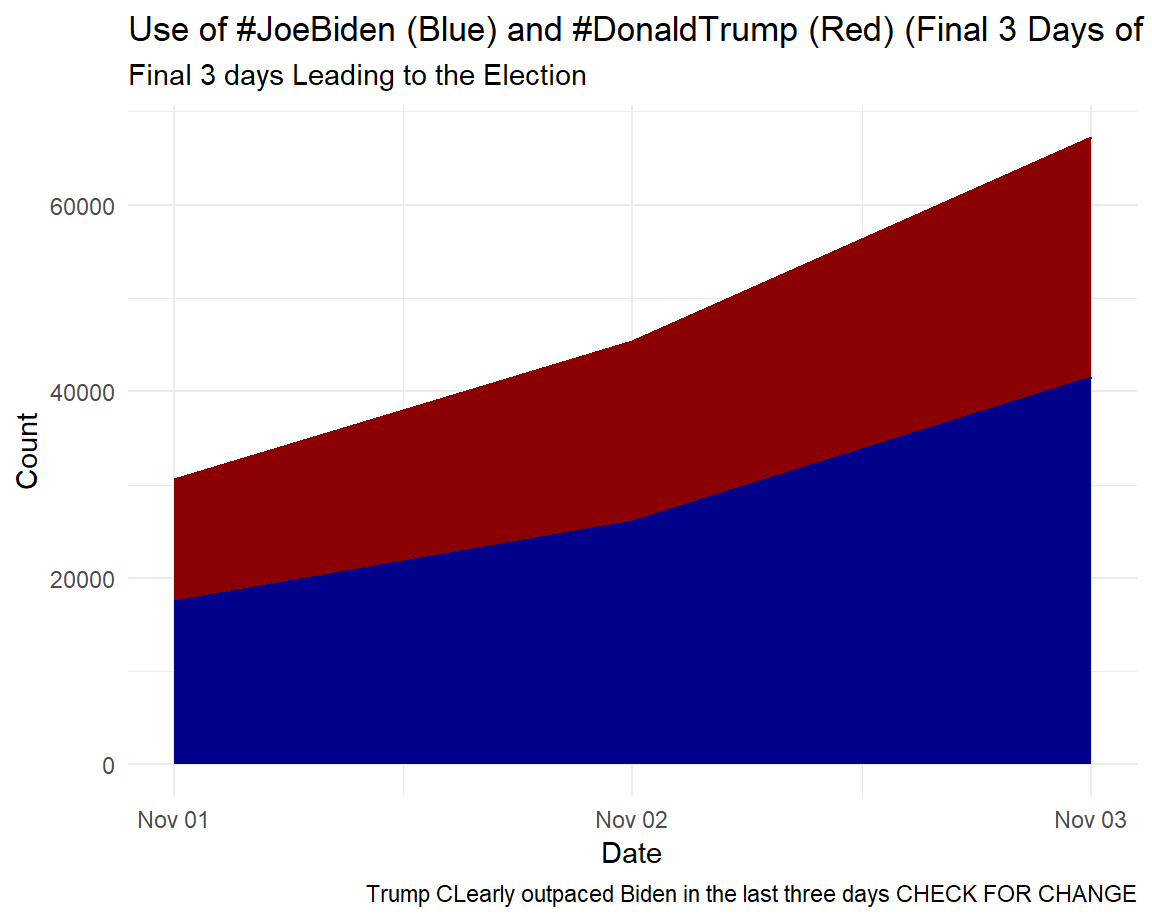 Use of #JoeBiden (Blue) and #DonaldTrump (Red) (Final 3 Days of
Final 3 days Leading to the Election
60000
40000
20000
0
Count
Nov 01
Nov 02
Nov 03
Date
Trump CLearly outpaced Biden in the last three days CHECK FOR CHANGE